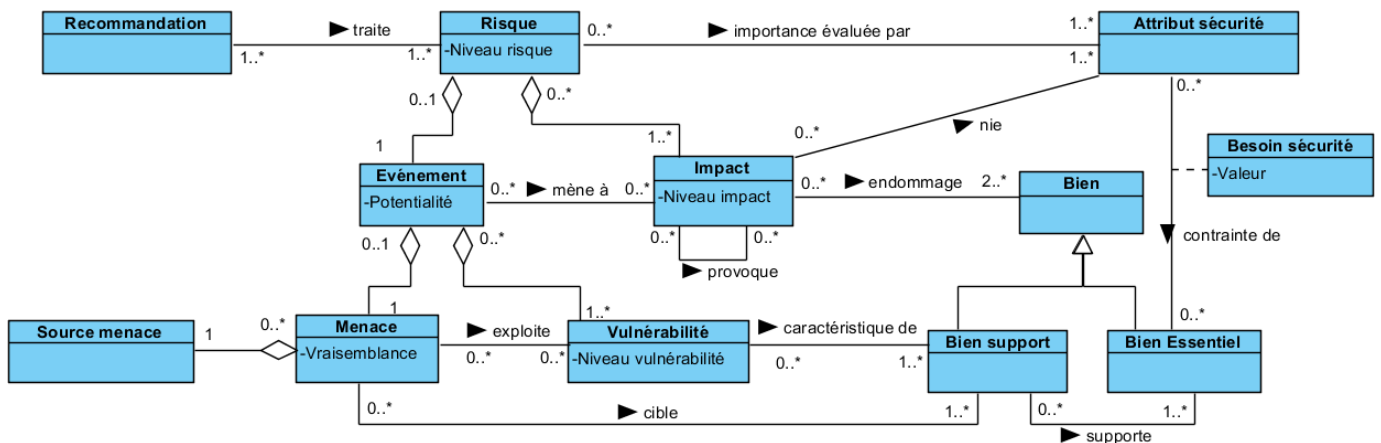 Recommandation
traite
1..*
1..*
Risque
-Niveau risque
0..*
importance évaluée par
1..*
1..*
Attribut sécurité
0..1
0..*
0..*
1
1..*
0..*
nie
Besoin sécurité
-Valeur
Evénement
-Potentialité
0..*
mène à
0..*
Impact
-Niveau impact
0..*
endommage
2..*
Bien
0..1
0..*
0..*
0..*
provoque
contrainte de
1
1..*
0..*
Source menace
1
0..*
Menace
-Vraisemblance
exploite
0..*
0..*
Vulnérabilité
-Niveau vulnérabilité
caractéristique de
0..*
1..*
Bien support
Bien Essentiel
0..*
cible
1..*
0..*
1..*
supporte